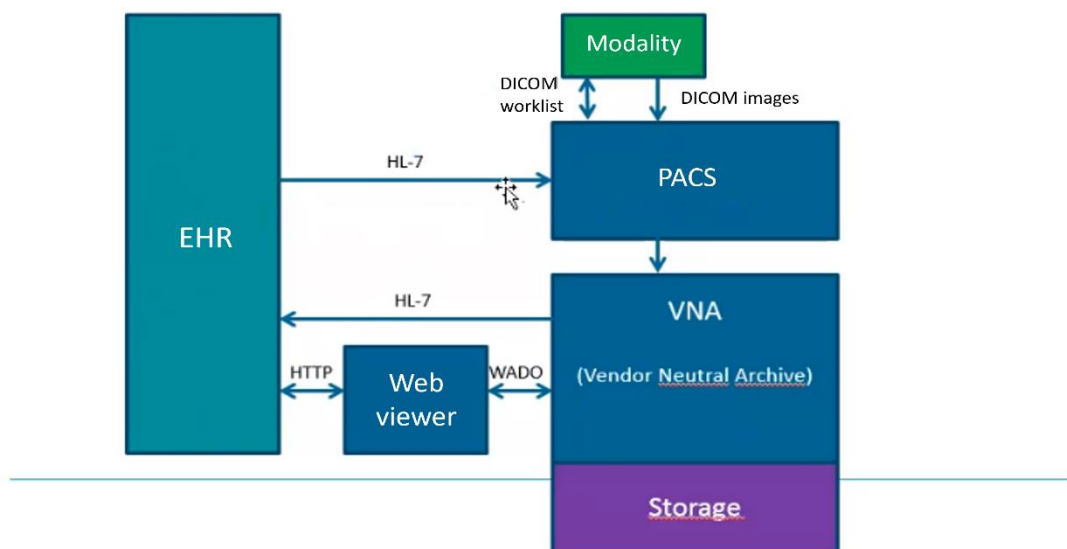 Modality
DICOM
worklist
DICOM images
HL-7
PACS
EHR
HL-7
VNA
(Vendor Neutral Archive)
HTTP
Web
viewer
WADO
Storage